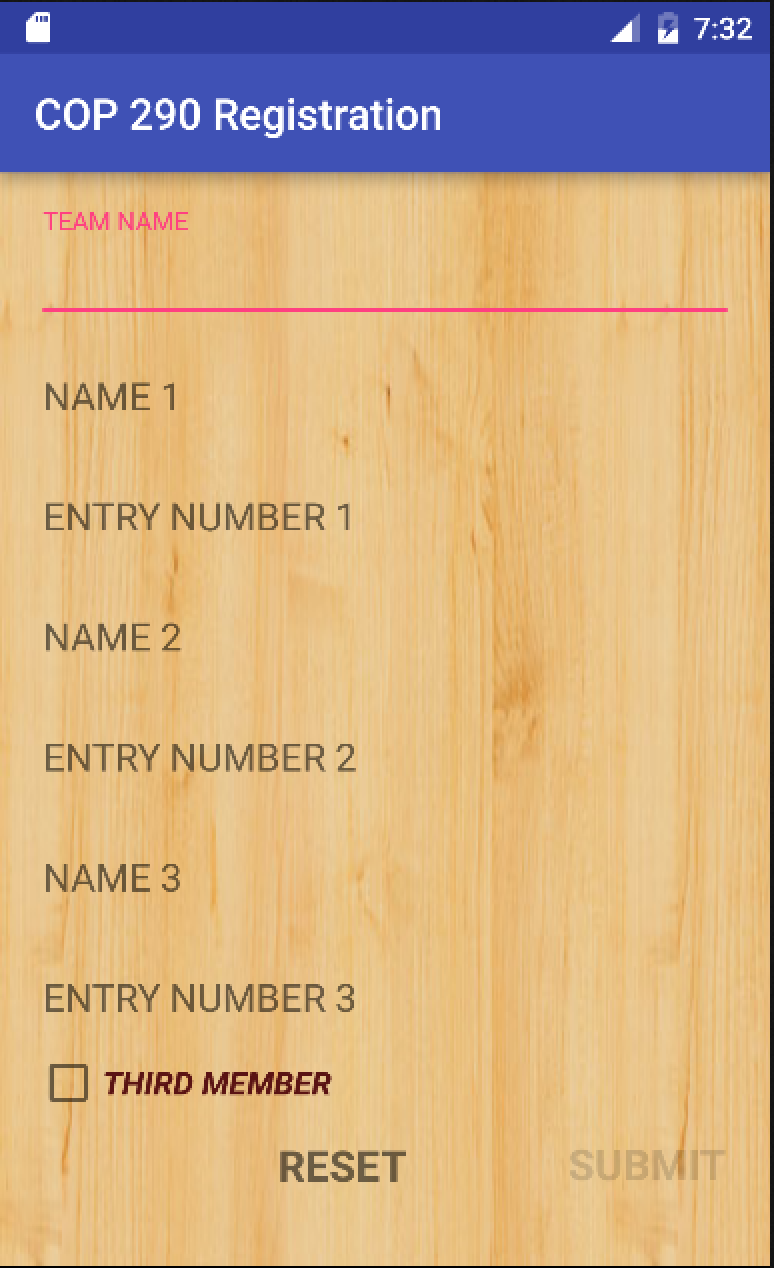 7:32
COP 290 Registration
TEAM NAME
NAME 1
ENTRY NUMBER 1
NAME 2
ENTRY NUMBER 2
NAME 3
ENTRY NUMBER 3
THIRD MEMBER
RESET SUBMIT